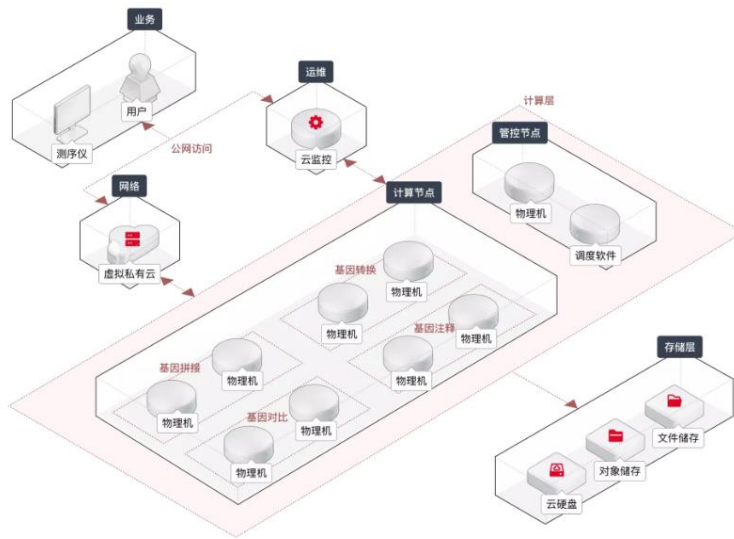 业务
用户
测序仪
公网访问
运维
云监控
计算层
管控节点
物理机
调度软件
网络
虚拟私有云
计算节点
基因转换
物理机
物理机
基因注释
物理机
物理机
基因拼接
物理机
物理机
基因对比
物理机
物理机
存储层
文件储存
对象储存
云硬盘